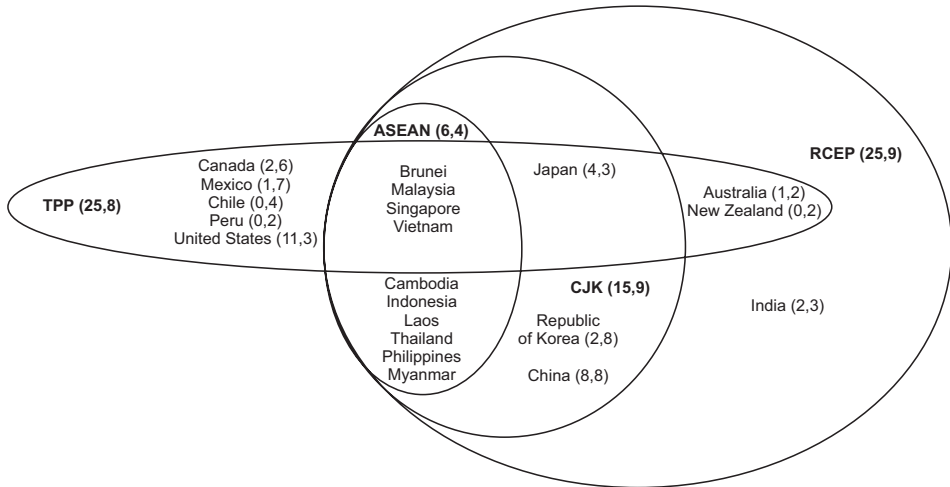 ASEAN (6,4)
RCEP (25,9)
TPP (25,8)
Canada (2,6)
Mexico (1,7)
Chile (0,4)
Peru (0,2)
United States (11,3)
Brunei
Malaysia
Singapore
Vietnam
Japan (4,3)
Australia (1,2)
New Zealand (0,2)
Cambodia
Indonesia
Laos
Thailand
Philippines
Myanmar
CJK (15,9)
Republic
of Korea (2,8)
China (8,8)
India (2,3)